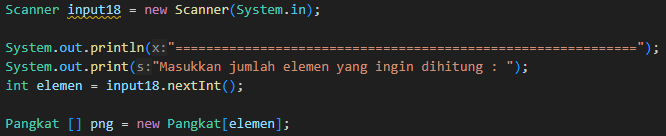 Scanner input18 = new Scanner(System.in);
System.out.println(x:"=============================================================");
System.out.print(s:"Masukkan jumlah elemen yang ingin dihitung : ");
int elemen = input18.nextInt();
Pangkat [] png = new Pangkat[elemen];